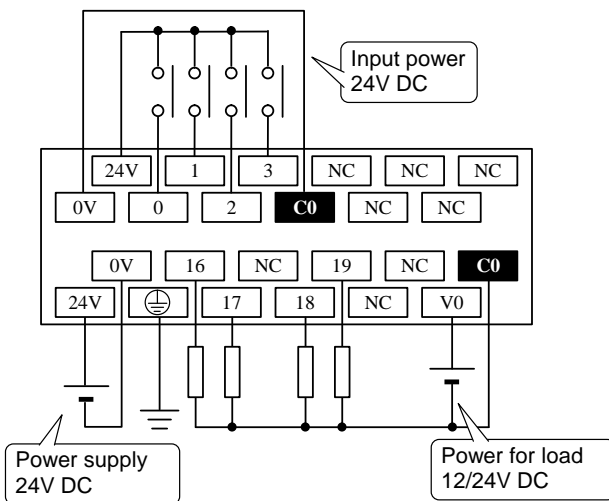 Input power
24V DC
24V 1 3 NC NC NC
0V 0 2 C0 NC NC
0V 16 NC 19 NC C0
24V 17 18 NC V0
Power supply
24V DC
Power for load
12/24V DC